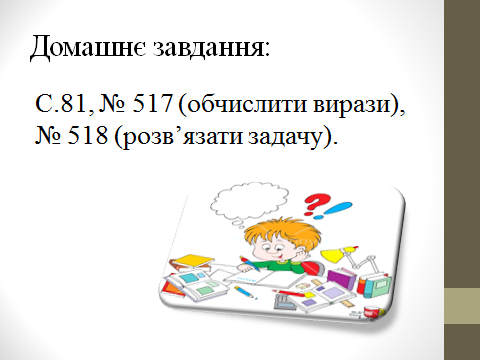 Домашнє завдання:
С.81, № 517 (обчислити вирази),
№ 518 (розв’язати задачу).